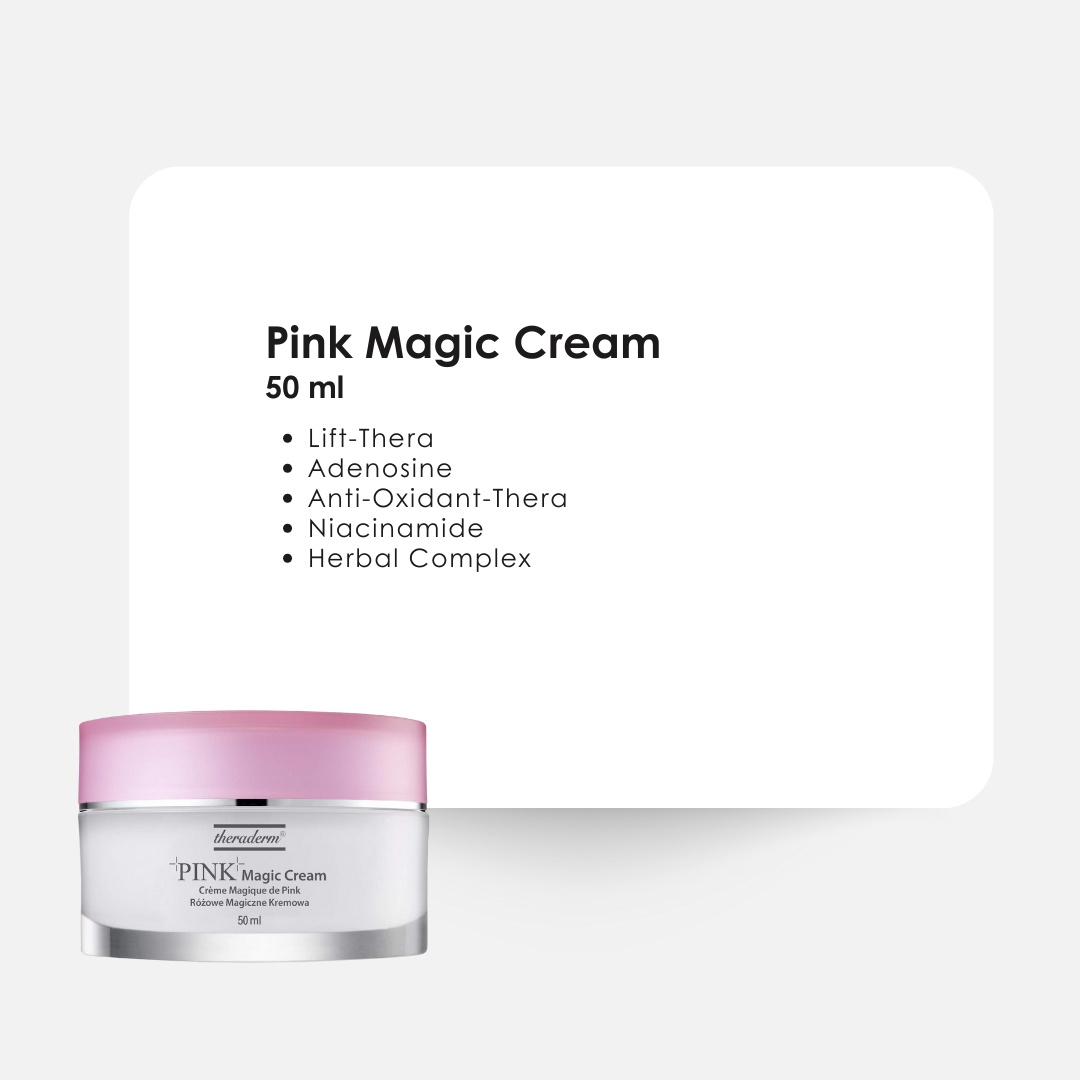 Pink Magic Cream
50 ml
• Lift-Thera
• Adenosine
• Anti-Oxidant-Thera
• Niacinamide
• Herbal Complex
theraderm®
PINK Magic Cream
Crème Magique de Pink
Różowe Magiczne Kremowa
50 ml